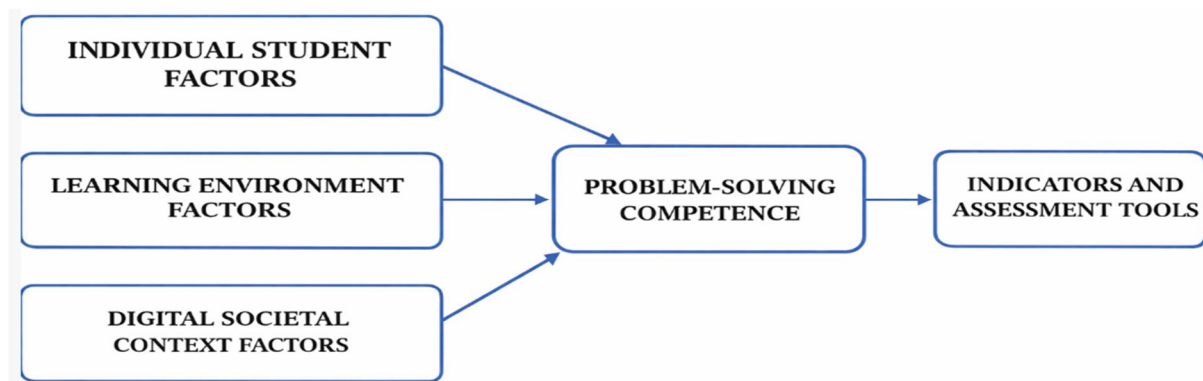 INDIVIDUAL STUDENT
FACTORS
LEARNING ENVIRONMENT
FACTORS
DIGITAL SOCIETAL
CONTEXT FACTORS
PROBLEM-SOLVING
COMPETENCE
INDICATORS AND
ASSESSMENT TOOLS